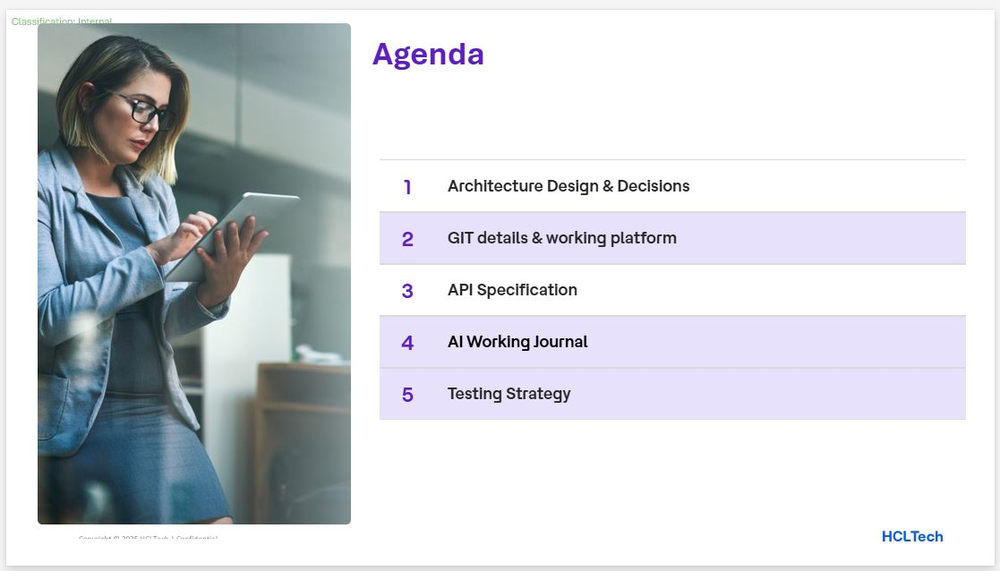 Classification: Internal
Agenda
1 Architecture Design & Decisions
2 GIT details & working platform
3 API Specification
4 AI Working Journal
5 Testing Strategy
Copyright © 2025 HCLTech | Confidential
HCLTech